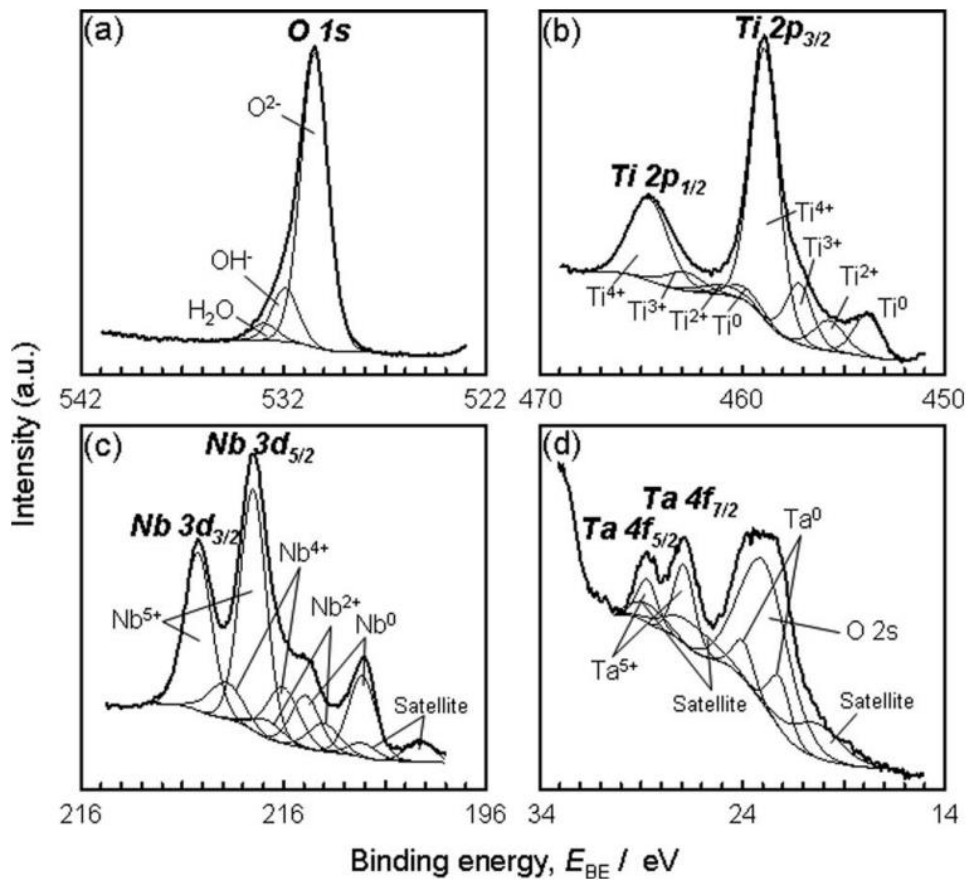 Intensity (a.u.)
(a)
O 1s
O²⁻
OH⁻
H₂O
542
532
522
(b)
Ti 2p₃/₂
Ti 2p₁/₂
Ti⁴⁺
Ti³⁺
Ti²⁺
Ti⁰
Ti⁴⁺
Ti³⁺
Ti²⁺
Ti⁰
470
460
450
(c)
Nb 3d₅/₂
Nb 3d₃/₂
Nb⁴⁺
Nb²⁺
Nb⁵⁺
Nb⁰
Satellite
216
216
196
(d)
Ta 4f₇/₂
Ta 4f₅/₂
Ta⁰
O 2s
Ta⁵⁺
Satellite
Satellite
34
24
14
Binding energy, E_BE / eV